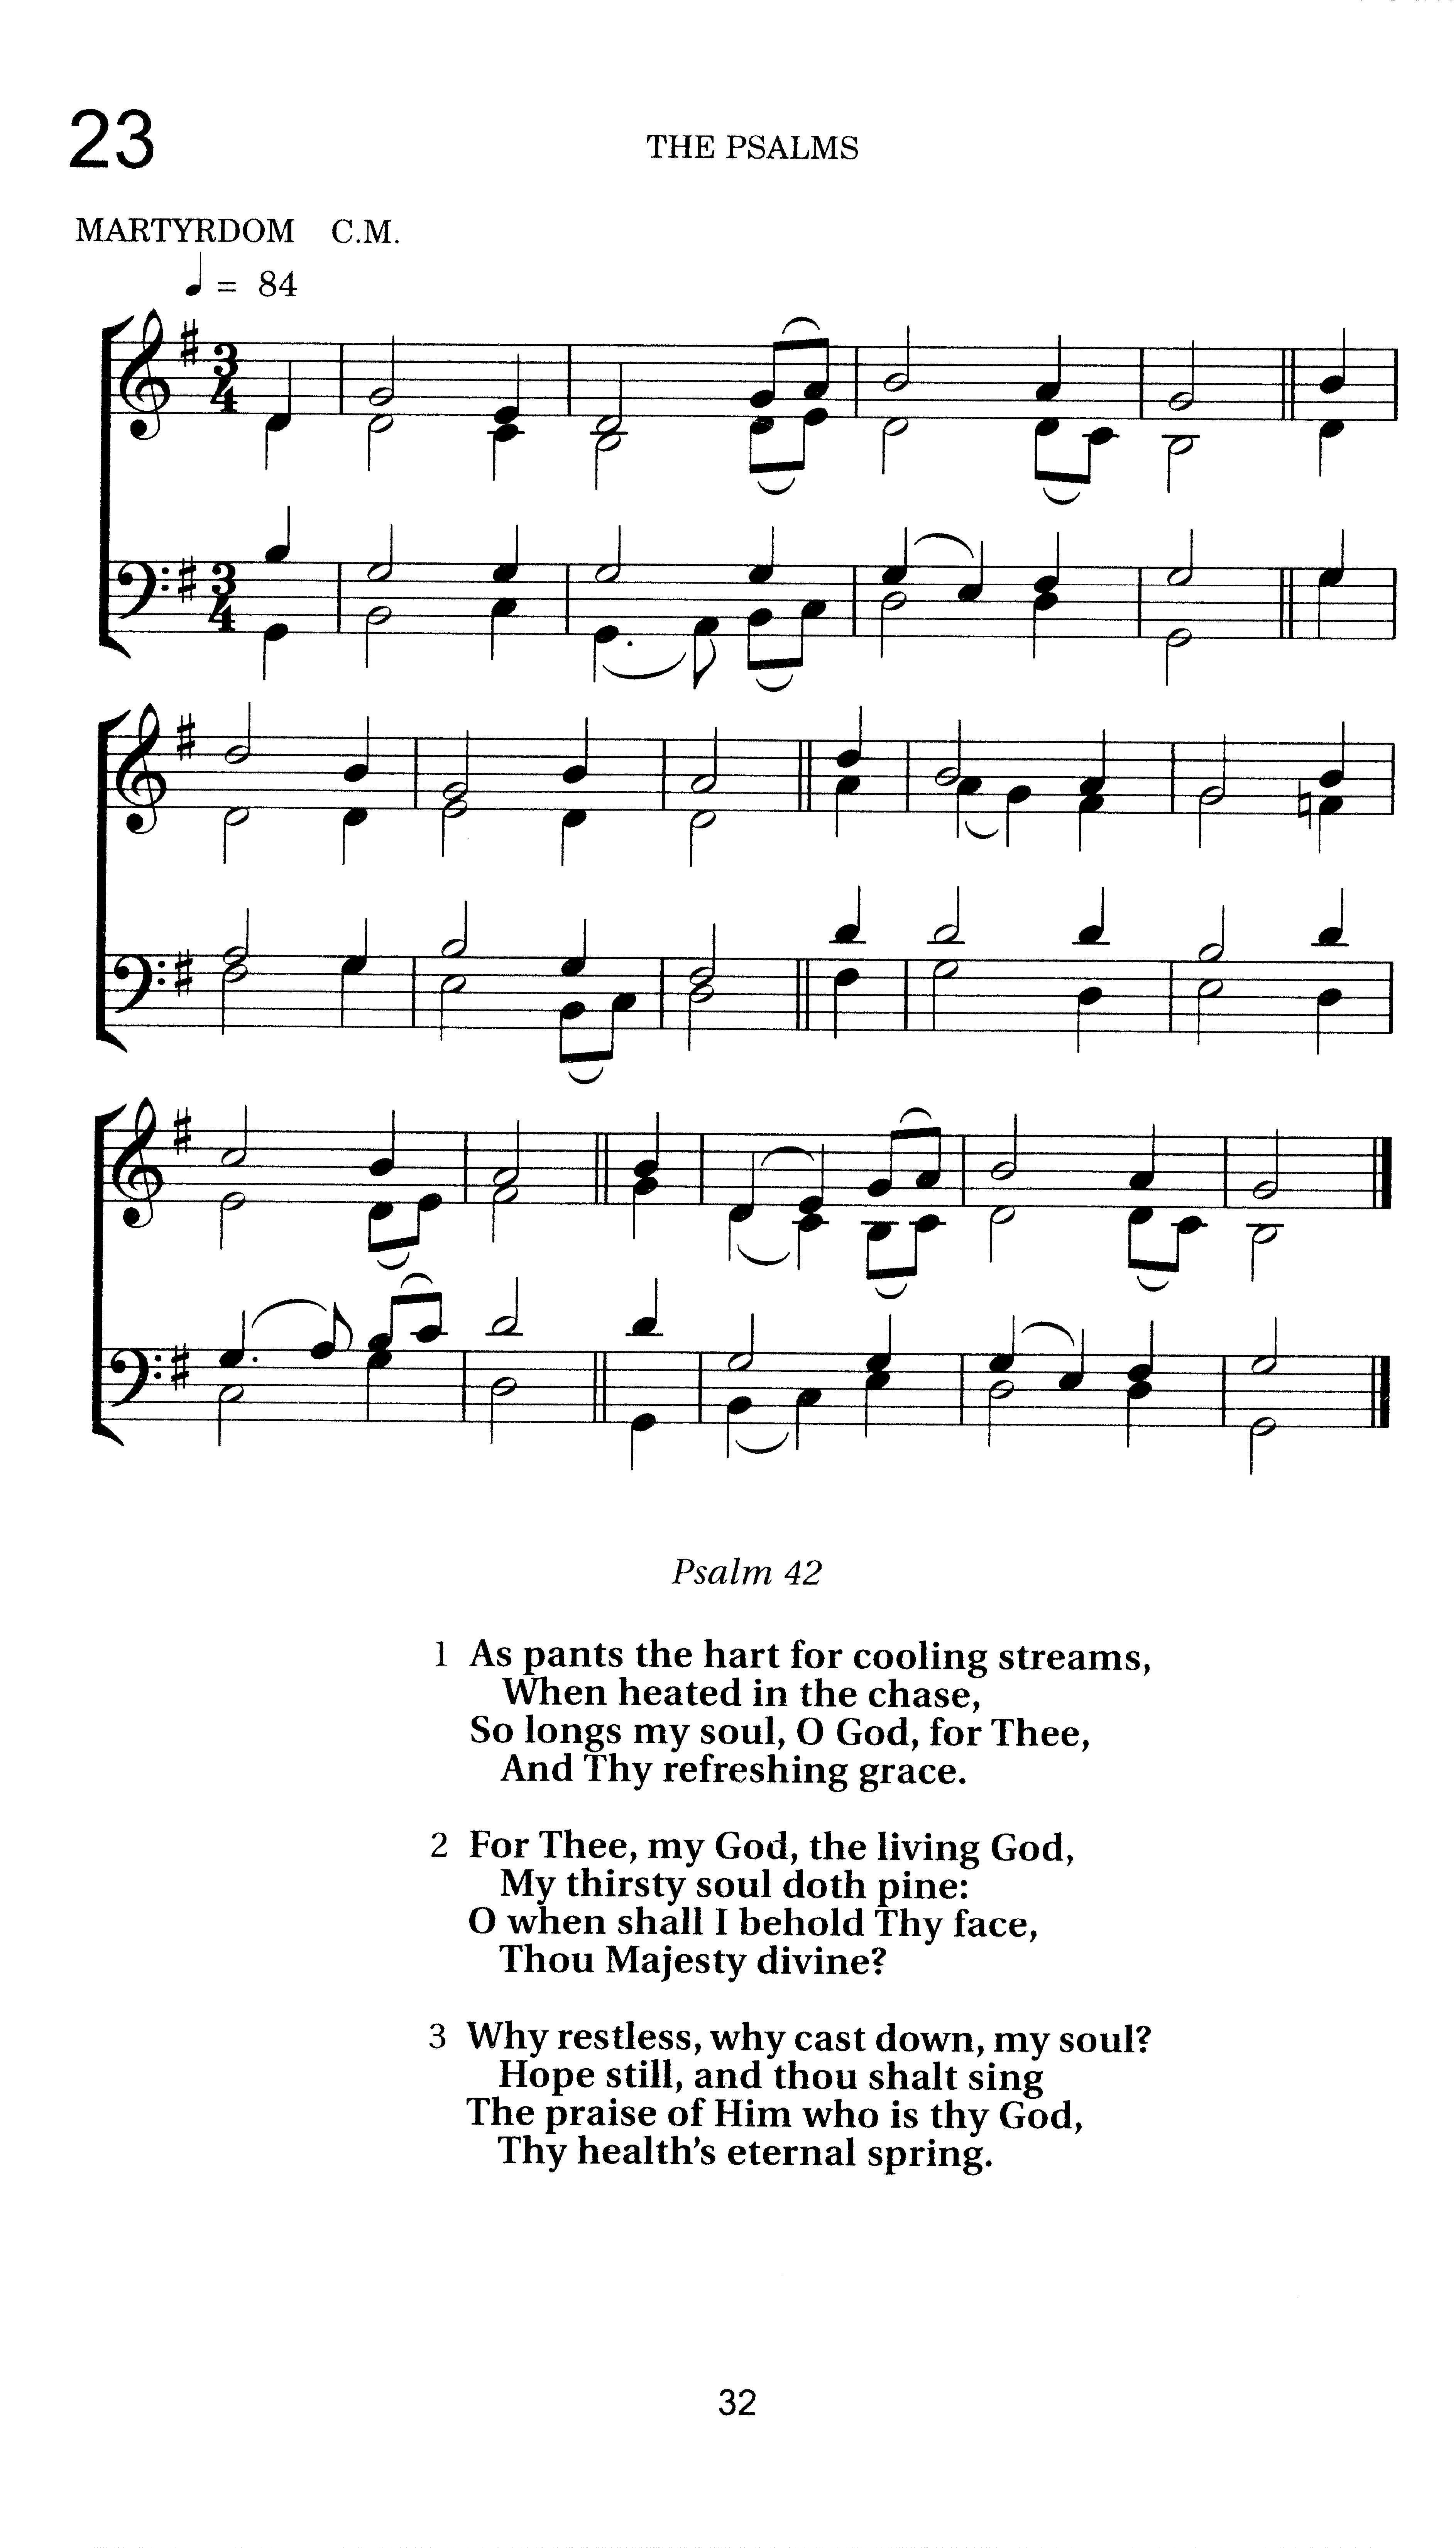 23
THE PSALMS
MARTYRDOM C.M.
♩ = 84
3
4
3
4
Psalm 42
1 As pants the hart for cooling streams,
When heated in the chase,
So longs my soul, O God, for Thee,
And Thy refreshing grace.
2 For Thee, my God, the living God,
My thirsty soul doth pine:
O when shall I behold Thy face,
Thou Majesty divine?
3 Why restless, why cast down, my soul?
Hope still, and thou shalt sing
The praise of Him who is thy God,
Thy health's eternal spring.
32